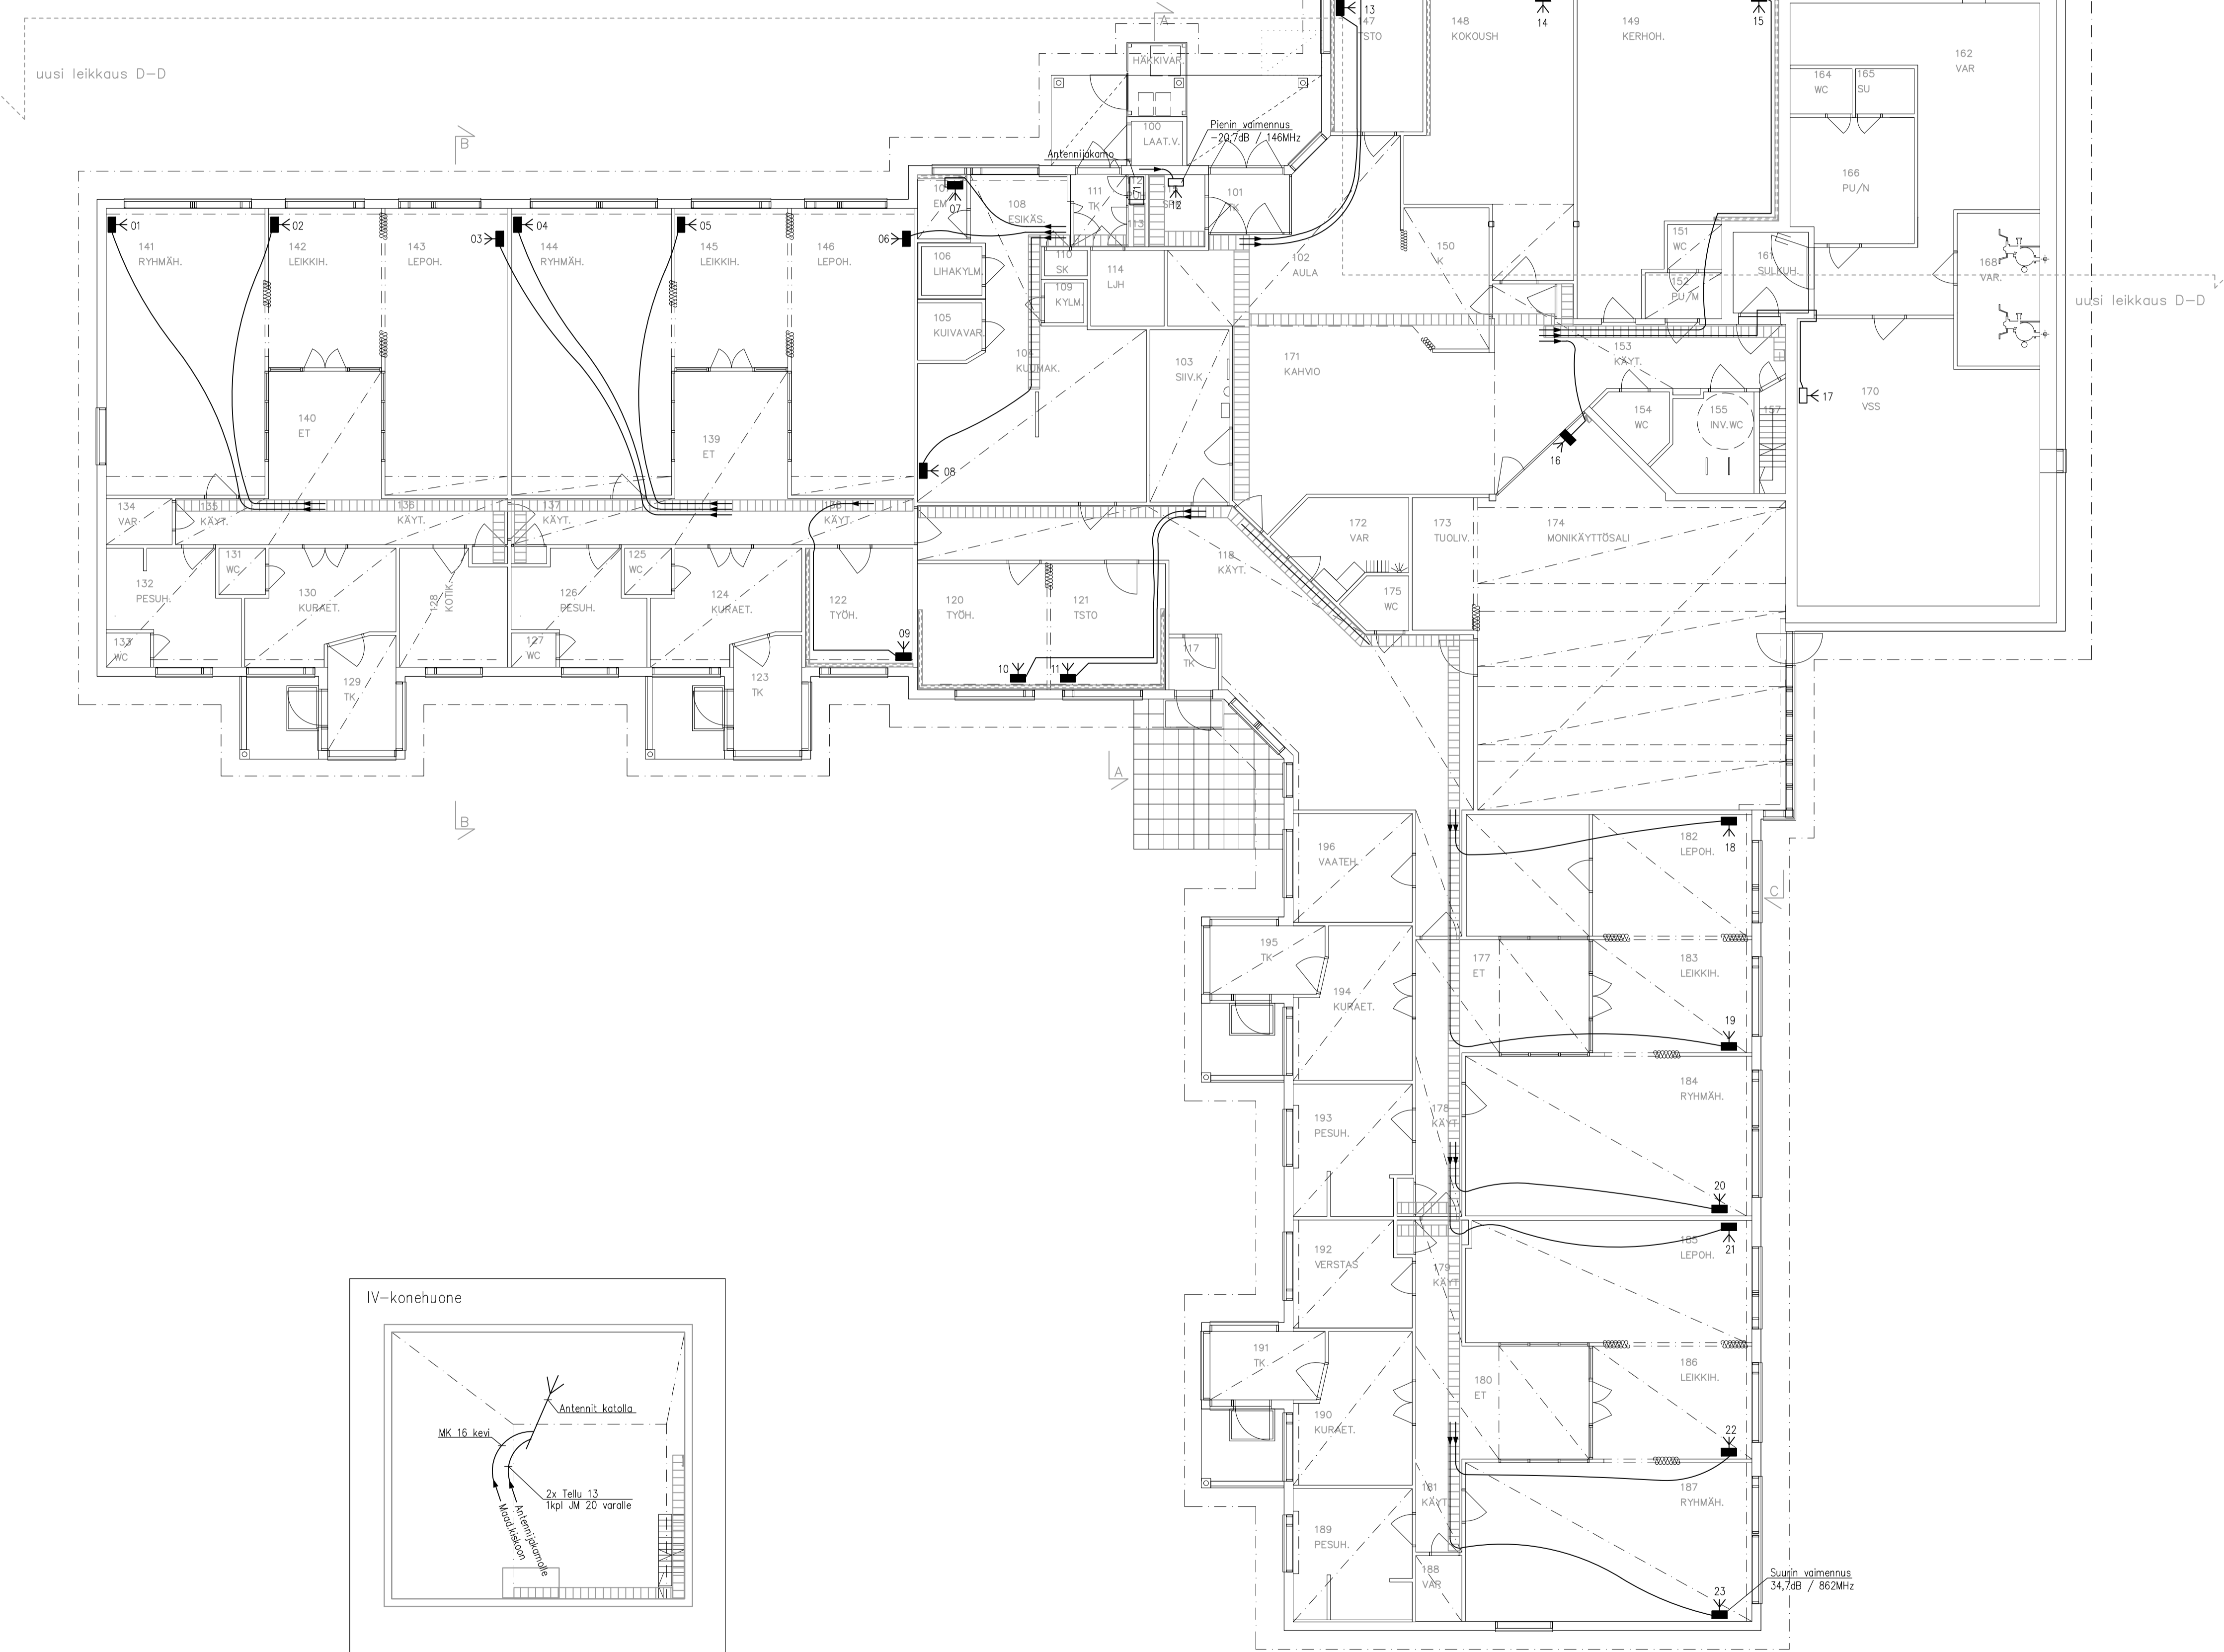 13
147
TSTO
148
KOKOUSH
14
149
KERHOH.
15
162
VAR
A
uusi leikkaus D-D
HÄKKIVAR.
164
WC
165
SU
B
100
LAAT.V.
Pienin vaimennus
-20,7dB / 146MHz
Antennijakamo
166
PU/N
EM
07
108
ESIKÄS.
111
TK
113
12
101
TK
01
141
RYHMÄH.
02
142
LEIKKIH.
143
LEPOH.
03
04
144
RYHMÄH.
05
145
LEIKKIH.
146
LEPOH.
06
106
LIHAKYLM.
110
SK
114
LJH
109
KYLM.
102
AULA
150
K
151
WC
152
PU/M
161
SULKUH.
168
VAR.
uusi leikkaus D-D
105
KUIVAVAR.
KUUMAK.
103
SIIV.K
171
KAHVIO
153
KÄYT.
17
170
VSS
154
WC
155
INV.WC
157
16
140
ET
139
ET
08
134
VAR
135
KÄYT.
136
KÄYT.
137
KÄYT.
138
KÄYT.
172
VAR
173
TUOLIV.
174
MONIKÄYTTÖSALI
118
KÄYT.
175
WC
131
WC
132
PESUH.
130
KURAET.
128
KOTIK.
125
WC
126
PESUH.
124
KURAET.
122
TYÖH.
09
120
TYÖH.
121
TSTO
133
WC
127
WC
10
11
117
TK
129
TK
123
TK
A
B
196
VAATEH.
182
LEPOH.
18
C
195
TK
194
KURAET.
177
ET
183
LEIKKIH.
19
184
RYHMÄH.
193
PESUH.
178
KÄYT
20
192
VERSTAS
179
KÄYT
185
LEPOH.
21
191
TK
180
ET
186
LEIKKIH.
190
KURAET.
22
181
KÄYT
187
RYHMÄH.
189
PESUH.
188
VAR
23
Suurin vaimennus
34,7dB / 862MHz
IV-konehuone
Antennit katolla
MK 16 kevi
2x Tellu 13
1kpl JM 20 varalle
Maad.kiskoon
Antennijakamolle